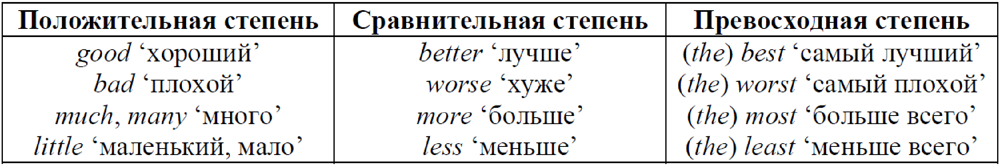 Положительная степень Сравнительная степень Превосходная степень
good ‘хороший’ better ‘лучше’ (the) best ‘самый лучший’
bad ‘плохой’ worse ‘хуже’ (the) worst ‘самый плохой’
much, many ‘много’ more ‘больше’ (the) most ‘больше всего’
little ‘маленький, мало’ less ‘меньше’ (the) least ‘меньше всего’